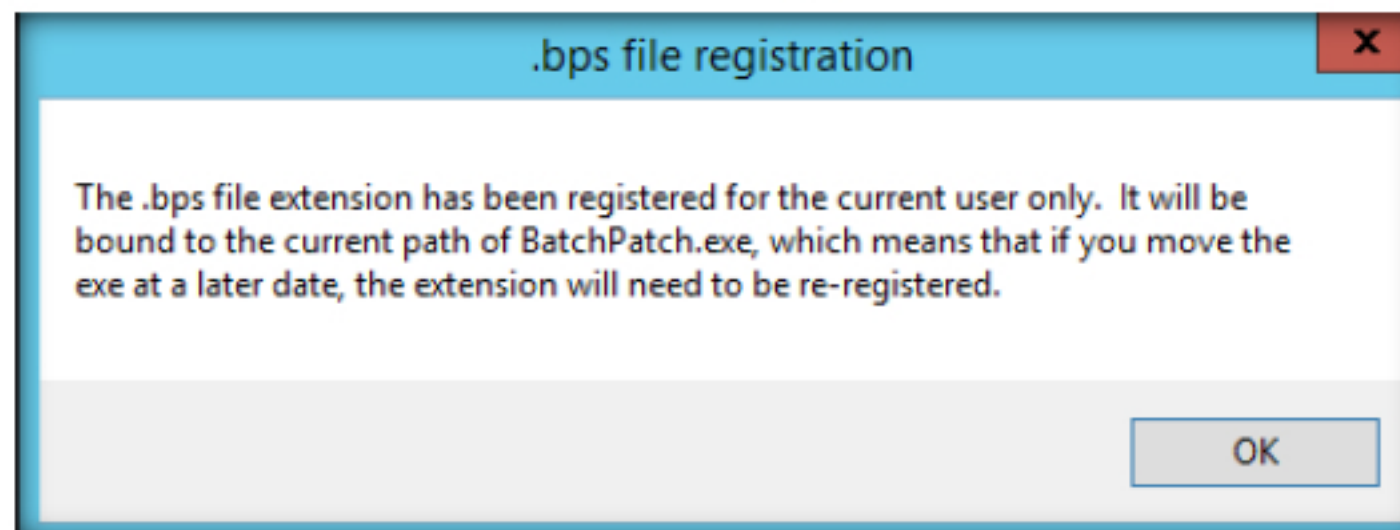 .bps file registration
x
The .bps file extension has been registered for the current user only.  It will be
bound to the current path of BatchPatch.exe, which means that if you move the
exe at a later date, the extension will need to be re-registered.
OK